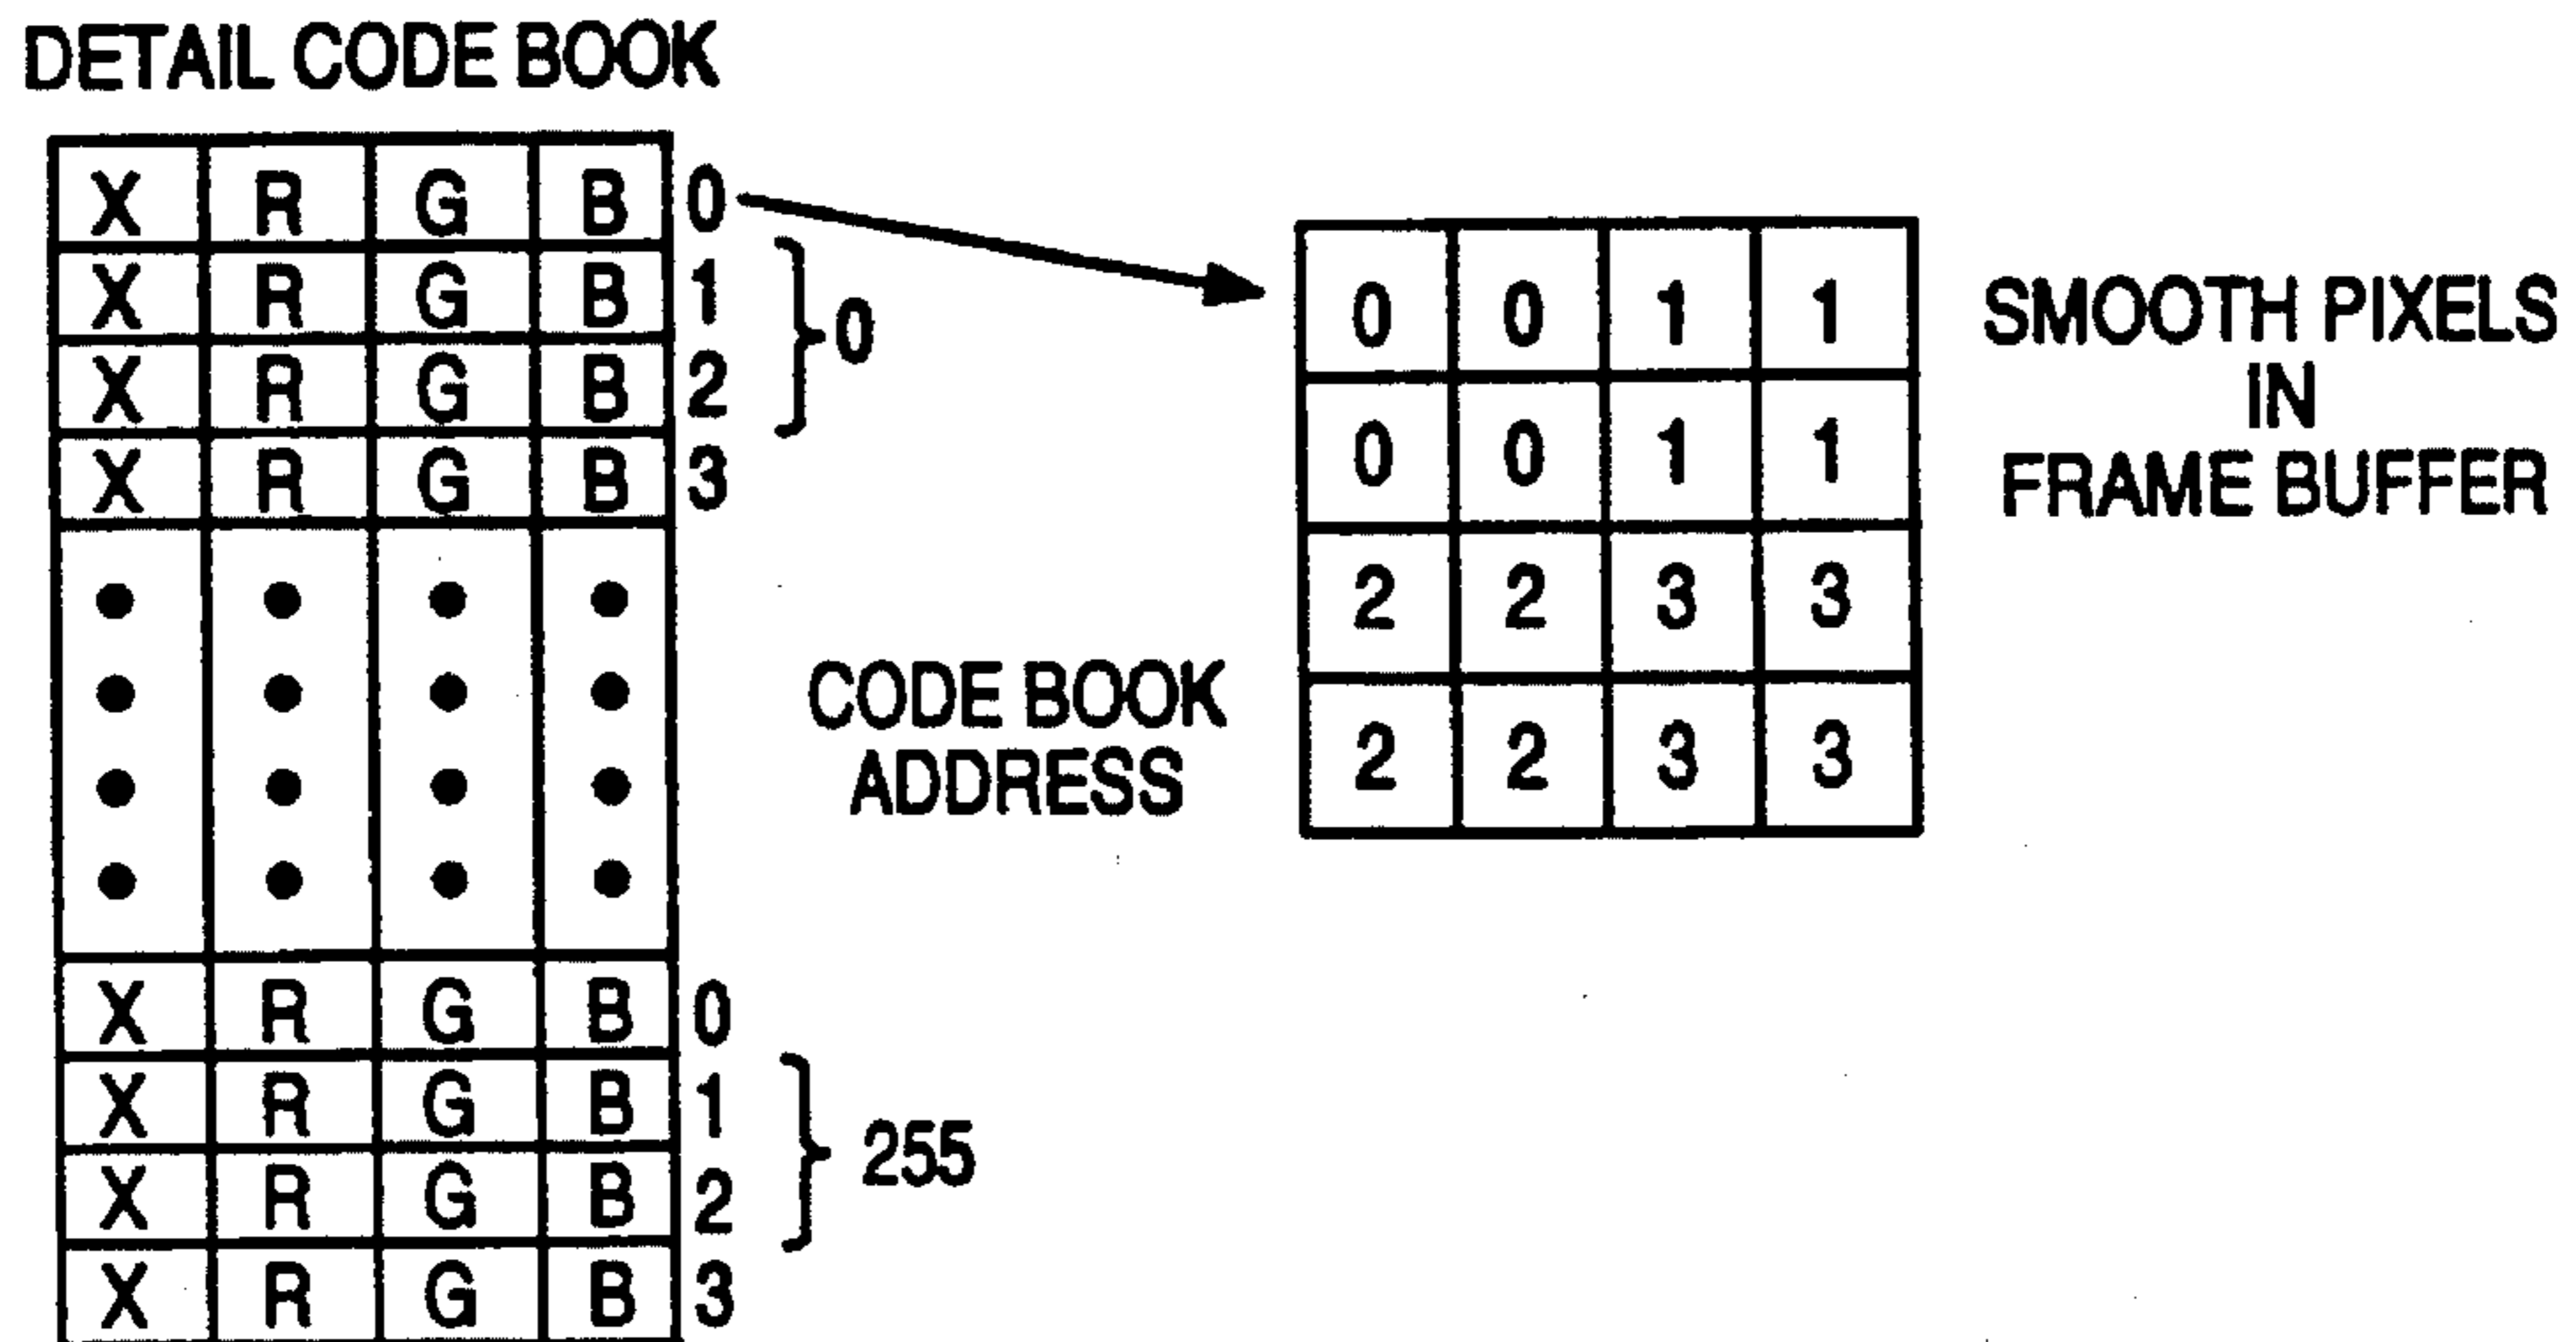 DETAIL CODE BOOK
X R G B 0
X R G B 1
X R G B 2
X R G B 3
0
X R G B 0
X R G B 1
X R G B 2
X R G B 3
255
CODE BOOK
ADDRESS
0 0 1 1
0 0 1 1
2 2 3 3
2 2 3 3
SMOOTH PIXELS
IN
FRAME BUFFER